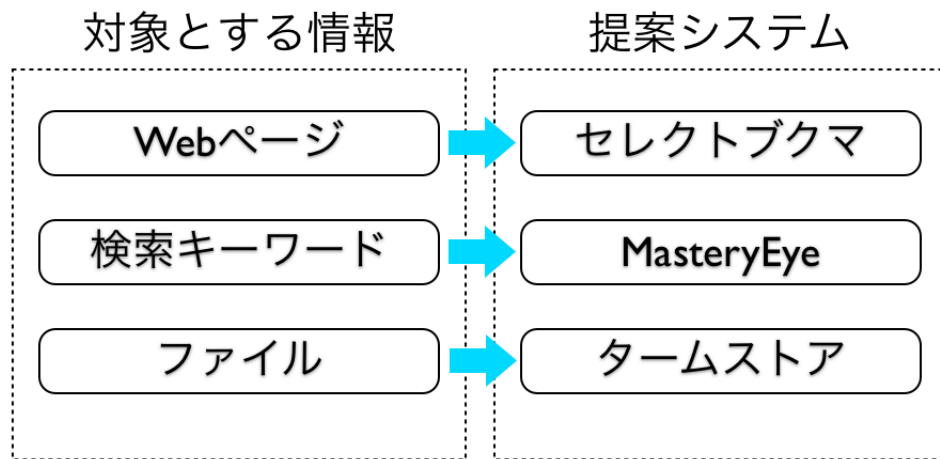 対象とする情報
提案システム
Webページ
セレクトブクマ
検索キーワード
MasteryEye
ファイル
タームストア